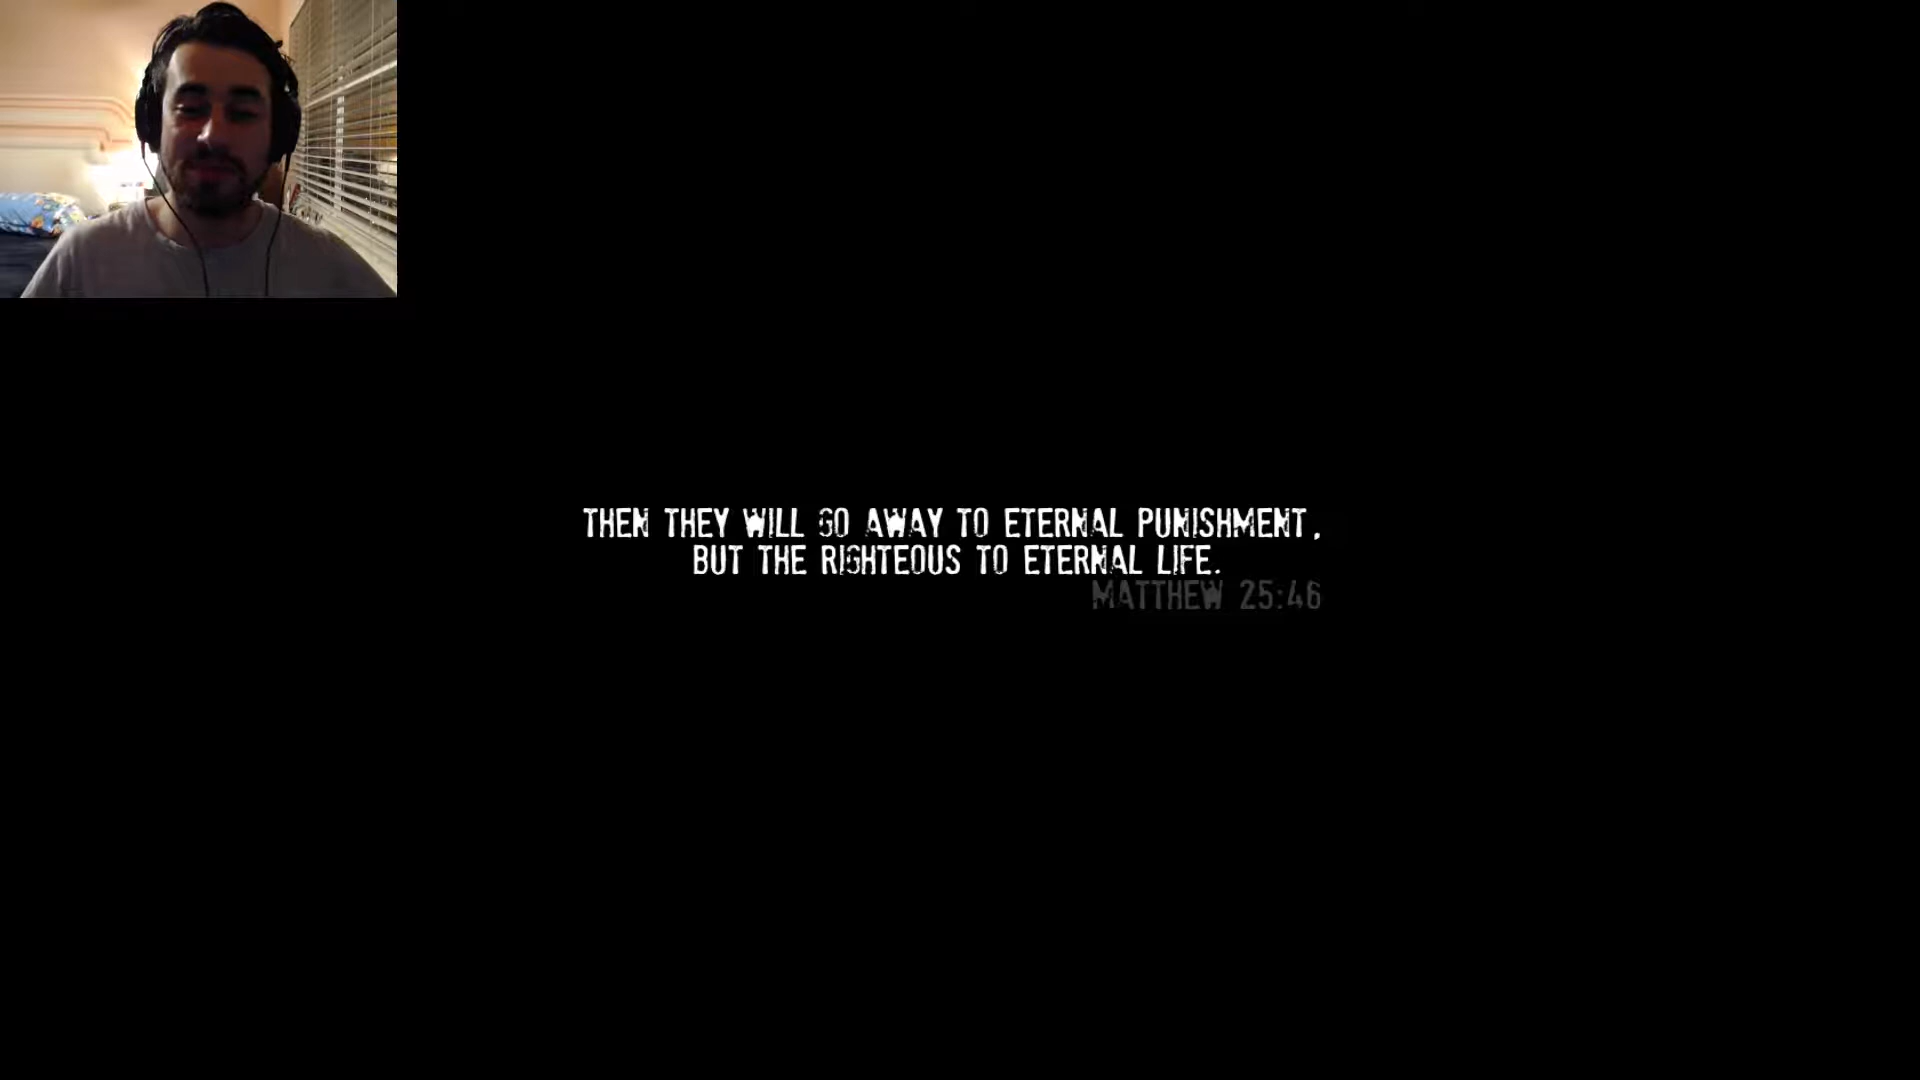 THEN THEY WILL GO AWAY TO ETERNAL PUNISHMENT,
BUT THE RIGHTEOUS TO ETERNAL LIFE.
MATTHEW 25:46